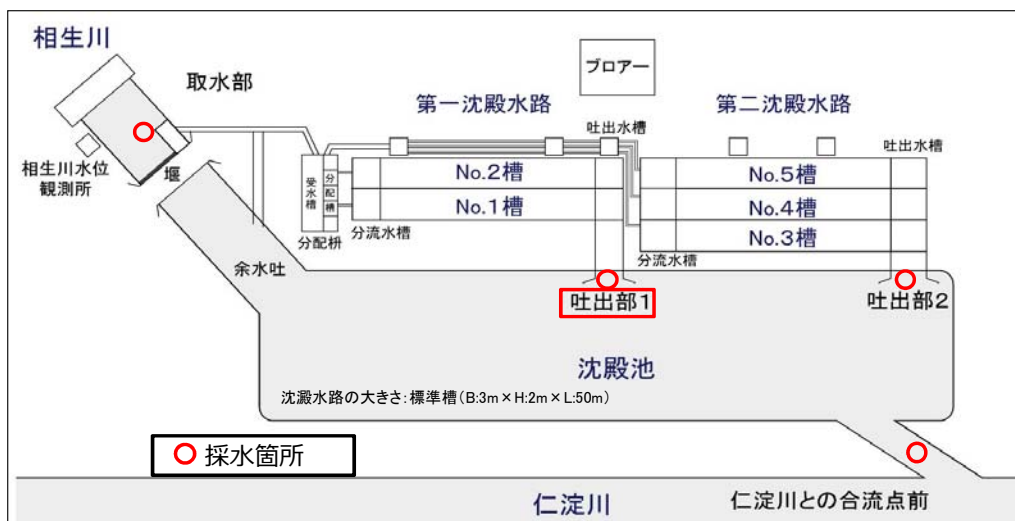 相生川
取水部
ブロアー
第一沈殿水路
第二沈殿水路
吐出水槽
吐出水槽
相生川水位
観測所
堰
受水槽
分配槽
No.2槽
No.1槽
No.5槽
No.4槽
No.3槽
分配枡
分流水槽
分流水槽
余水吐
吐出部1
吐出部2
沈殿池
沈澱水路の大きさ:標準槽(B:3m×H:2m×L:50m)
採水箇所
仁淀川
仁淀川との合流点前